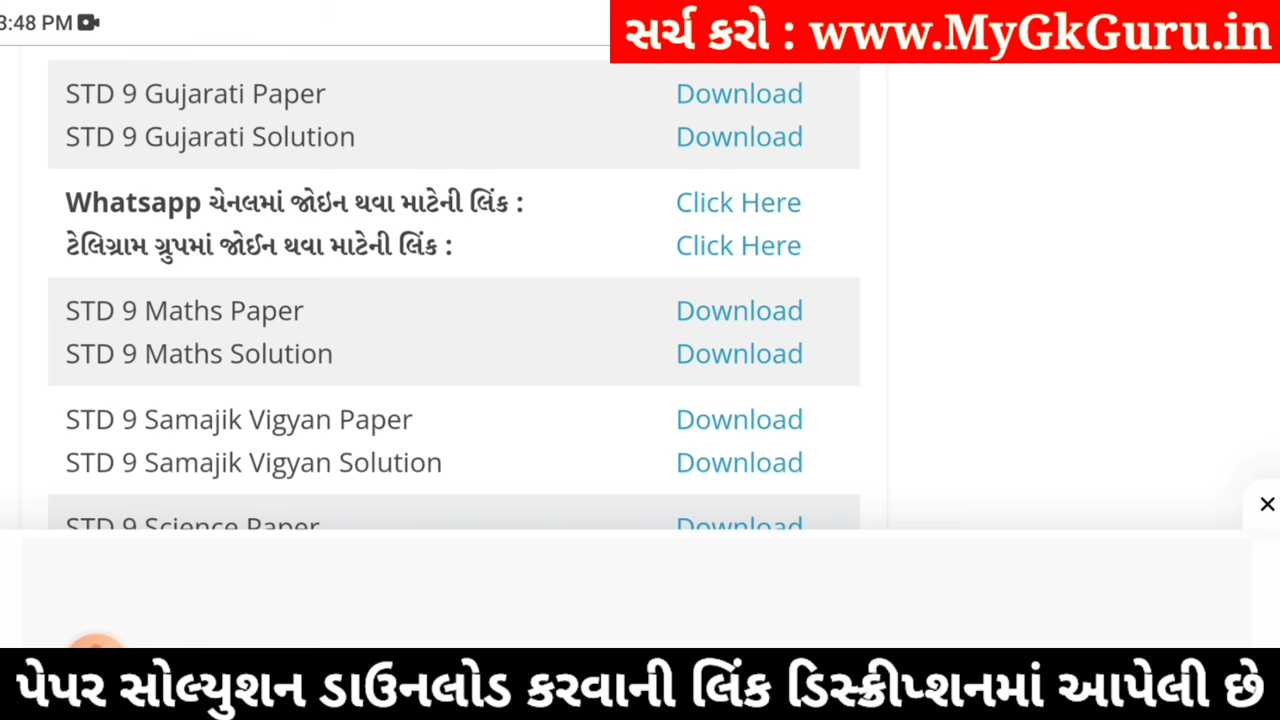 3:48 PM
સર્ચ કરો : www.MyGkGuru.in
STD 9 Gujarati Paper Download
STD 9 Gujarati Solution Download
Whatsapp ચેનલમાં જોઇન થવા માટેની લિંક : Click Here
ટેલિગ્રામ ગ્રુપમાં જોઈન થવા માટેની લિંક : Click Here
STD 9 Maths Paper Download
STD 9 Maths Solution Download
STD 9 Samajik Vigyan Paper Download
STD 9 Samajik Vigyan Solution Download
STD 9 Science Paper Download
પેપર સોલ્યુશન ડાઉનલોડ કરવાની લિંક ડિસ્ક્રીપ્શનમાં આપેલી છે